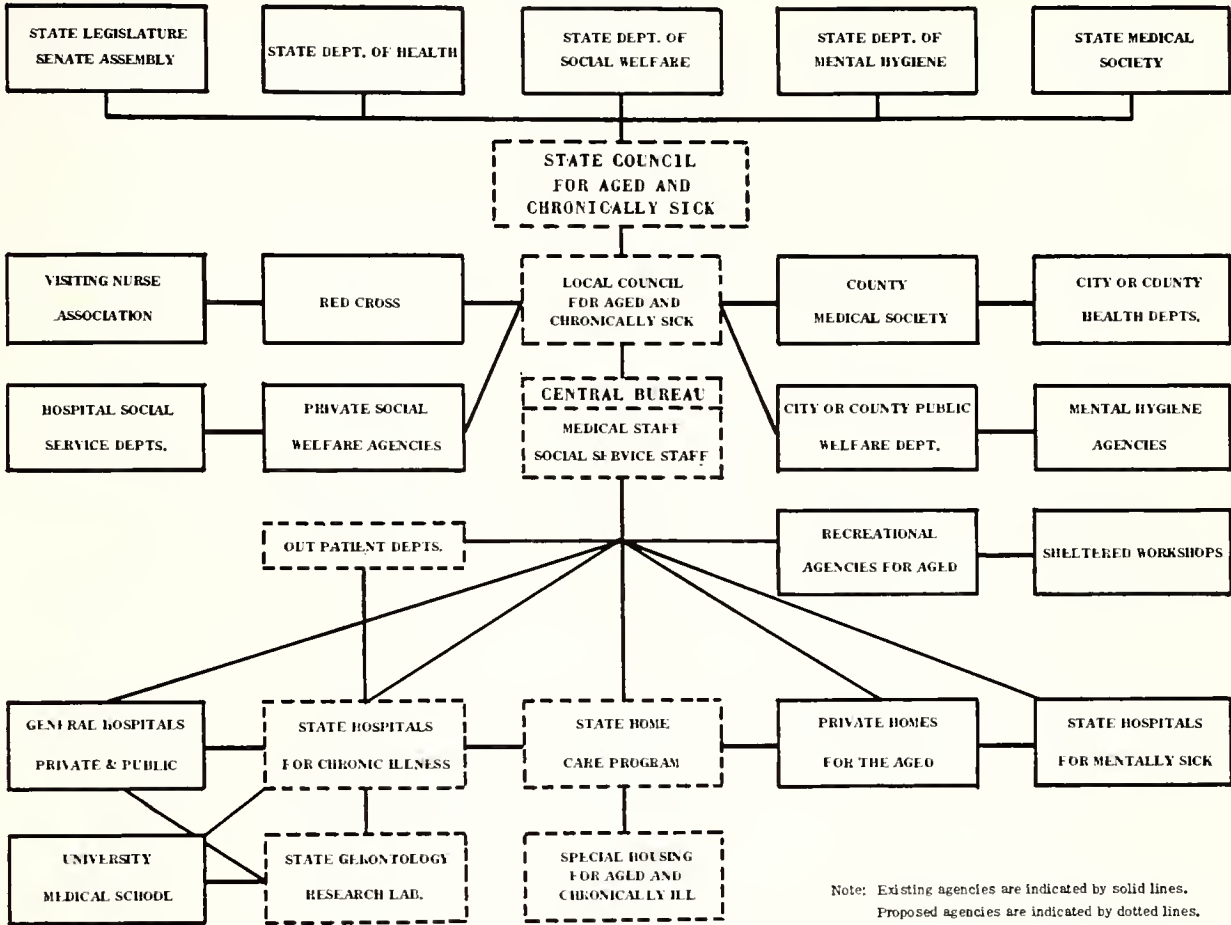 STATE LEGISLATURE
SENATE ASSEMBLY
STATE DEPT. OF HEALTH
STATE DEPT. OF
SOCIAL WELFARE
STATE DEPT. OF
MENTAL HYGIENE
STATE MEDICAL
SOCIETY
STATE COUNCIL
FOR AGED AND
CHRONICALLY SICK
VISITING NURSE
ASSOCIATION
RED CROSS
LOCAL COUNCIL
FOR AGED AND
CHRONICALLY SICK
COUNTY
MEDICAL SOCIETY
CITY OR COUNTY
HEALTH DEPTS.
HOSPITAL SOCIAL
SERVICE DEPTS.
PRIVATE SOCIAL
WELFARE AGENCIES
CENTRAL BUREAU
MEDICAL STAFF
SOCIAL SERVICE STAFF
CITY OR COUNTY PUBLIC
WELFARE DEPT.
MENTAL HYGIENE
AGENCIES
OUT PATIENT DEPTS.
RECREATIONAL
AGENCIES FOR AGED
SHELTERED WORKSHOPS
GENERAL HOSPITALS
PRIVATE & PUBLIC
STATE HOSPITALS
FOR CHRONIC ILLNESS
STATE HOME
CARE PROGRAM
PRIVATE HOMES
FOR THE AGED
STATE HOSPITALS
FOR MENTALLY SICK
UNIVERSITY
MEDICAL SCHOOL
STATE GERONTOLOGY
RESEARCH LAB.
SPECIAL HOUSING
FOR AGED AND
CHRONICALLY ILL
Note: Existing agencies are indicated by solid lines.
Proposed agencies are indicated by dotted lines.